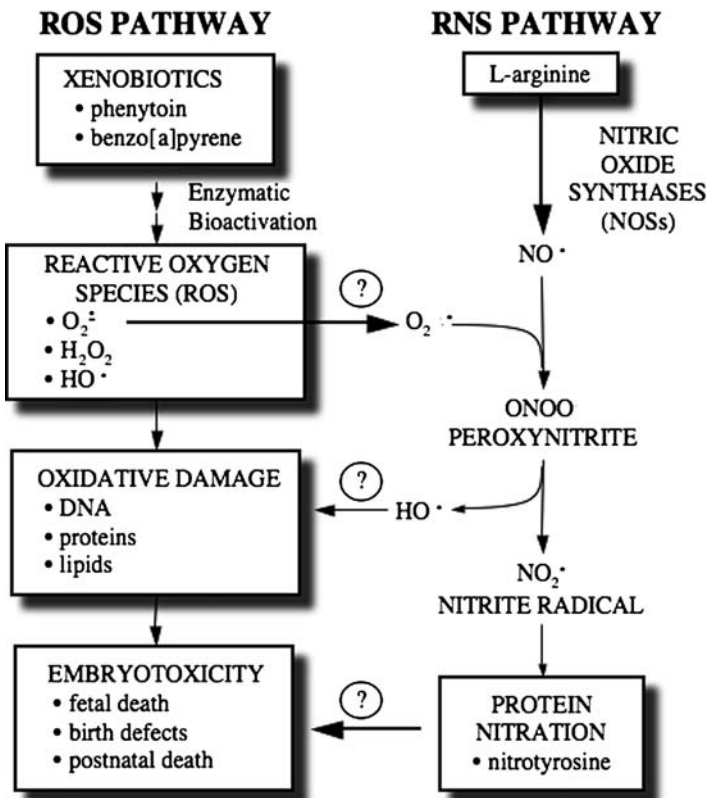 ROS PATHWAY
XENOBIOTICS
• phenytoin
• benzo[a]pyrene
Enzymatic
Bioactivation
REACTIVE OXYGEN
SPECIES (ROS)
• O₂•̄
• H₂O₂
• HO •
OXIDATIVE DAMAGE
• DNA
• proteins
• lipids
EMBRYOTOXICITY
• fetal death
• birth defects
• postnatal death
?
?
?
RNS PATHWAY
L-arginine
NITRIC
OXIDE
SYNTHASES
(NOSs)
NO •
O₂ •
ONOO
PEROXYNITRITE
HO •
NO₂•
NITRITE RADICAL
PROTEIN
NITRATION
• nitrotyrosine